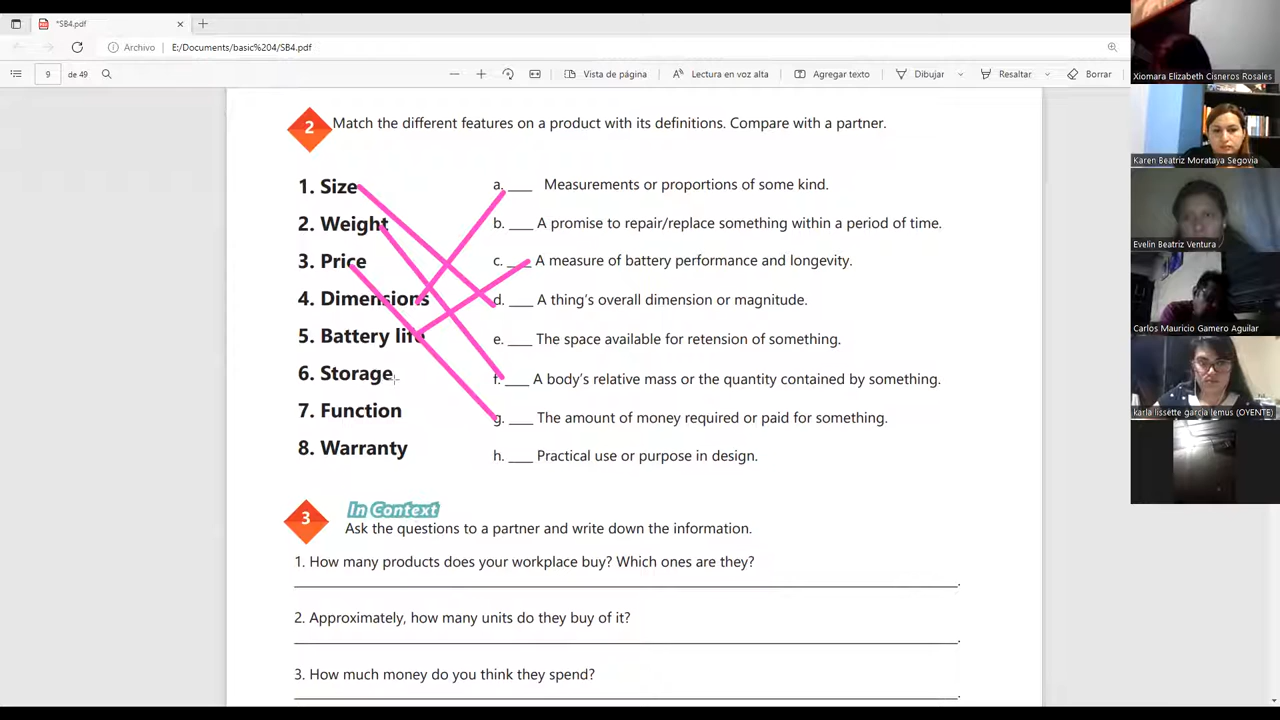 *SB4.pdf
Archivo E:/Documents/basic%204/SB4.pdf
9 de 49 Vista de página Lectura en voz alta Agregar texto Dibujar Resaltar Borrar
2 Match the different features on a product with its definitions. Compare with a partner.
1. Size
2. Weight
3. Price
4. Dimensions
5. Battery life
6. Storage
7. Function
8. Warranty
a. ____ Measurements or proportions of some kind.
b. ____ A promise to repair/replace something within a period of time.
c. ____ A measure of battery performance and longevity.
d. ____ A thing's overall dimension or magnitude.
e. ____ The space available for retention of something.
f. ____ A body's relative mass or the quantity contained by something.
g. ____ The amount of money required or paid for something.
h. ____ Practical use or purpose in design.
3 In Context
Ask the questions to a partner and write down the information.
1. How many products does your workplace buy? Which ones are they?
2. Approximately, how many units do they buy of it?
3. How much money do you think they spend?
Xiomara Elizabeth Cisneros Rosales
Karen Beatriz Morataya Segovia
Evelin Beatriz Ventura
Carlos Mauricio Gamero Aguilar
karla lissette garcia lemus (OYENTE)